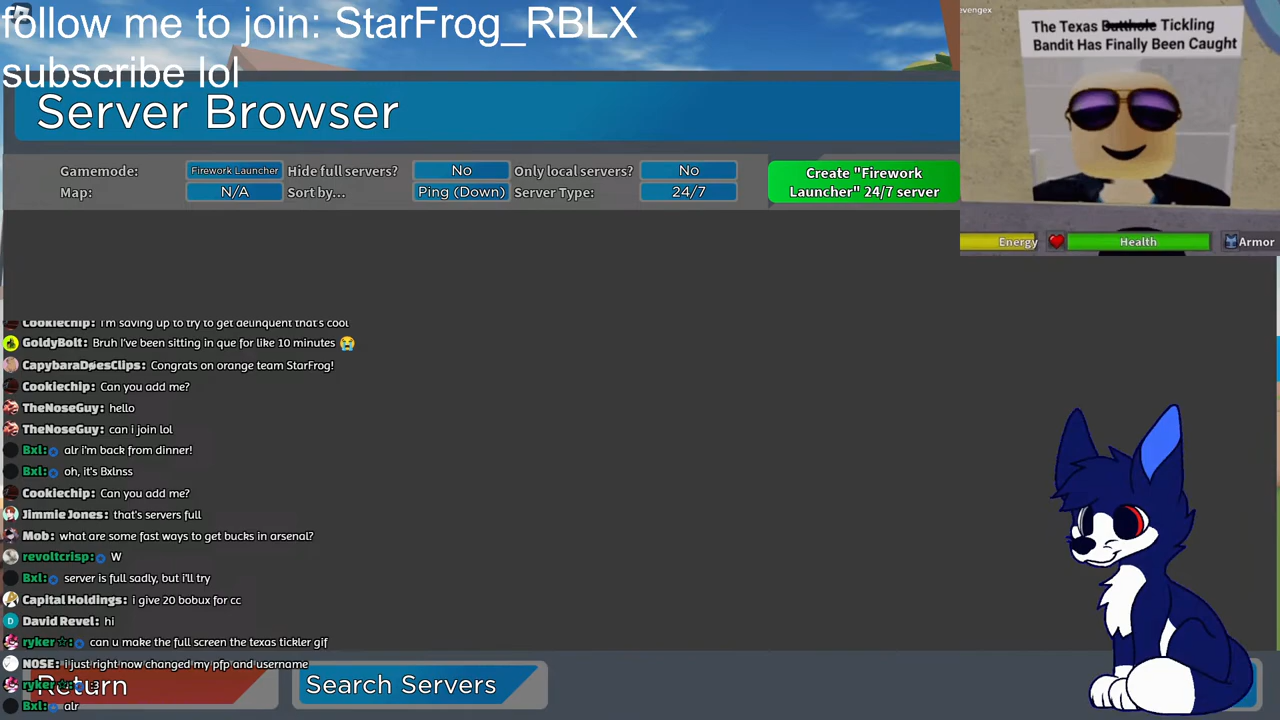 follow me to join: StarFrog_RBLX
subscribe lol
Server Browser
evengex
The Texas Butthole Tickling
Bandit Has Finally Been Caught
Energy
Health
Armor
Gamemode:
Firework Launcher
Hide full servers?
No
Only local servers?
No
Map:
N/A
Sort by...
Ping (Down)
Server Type:
24/7
Create "Firework
Launcher" 24/7 server
Cookiechip: I'm saving up to try to get delinquent that's cool
GoldyBolt: Bruh I've been sitting in que for like 10 minutes 😭
CapybaraDoesClips: Congrats on orange team StarFrog!
Cookiechip: Can you add me?
TheNoseGuy: hello
TheNoseGuy: can i join lol
Bxl: alr i'm back from dinner!
Bxl: oh, it's Bxlnss
Cookiechip: Can you add me?
Jimmie Jones: that's servers full
Mob: what are some fast ways to get bucks in arsenal?
revoltcrisp: W
Bxl: server is full sadly, but i'll try
Capital Holdings: i give 20 bobux for cc
David Revel: hi
ryker☆: can u make the full screen the texas tickler gif
NOSE: i just right now changed my pfp and username
ryker☆: :3
Bxl: alr
Return
Search Servers